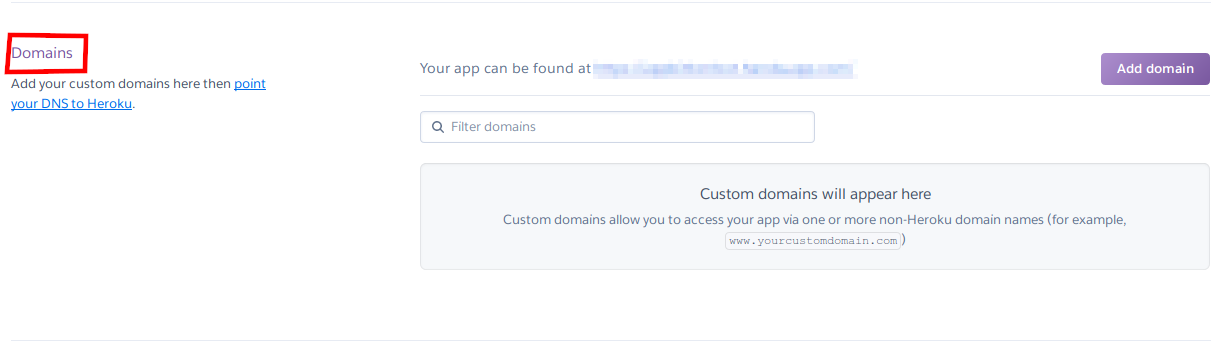 Domains
Add your custom domains here then point
your DNS to Heroku.
Your app can be found at
Add domain
Filter domains
Custom domains will appear here
Custom domains allow you to access your app via one or more non-Heroku domain names (for example,
www.yourcustomdomain.com)